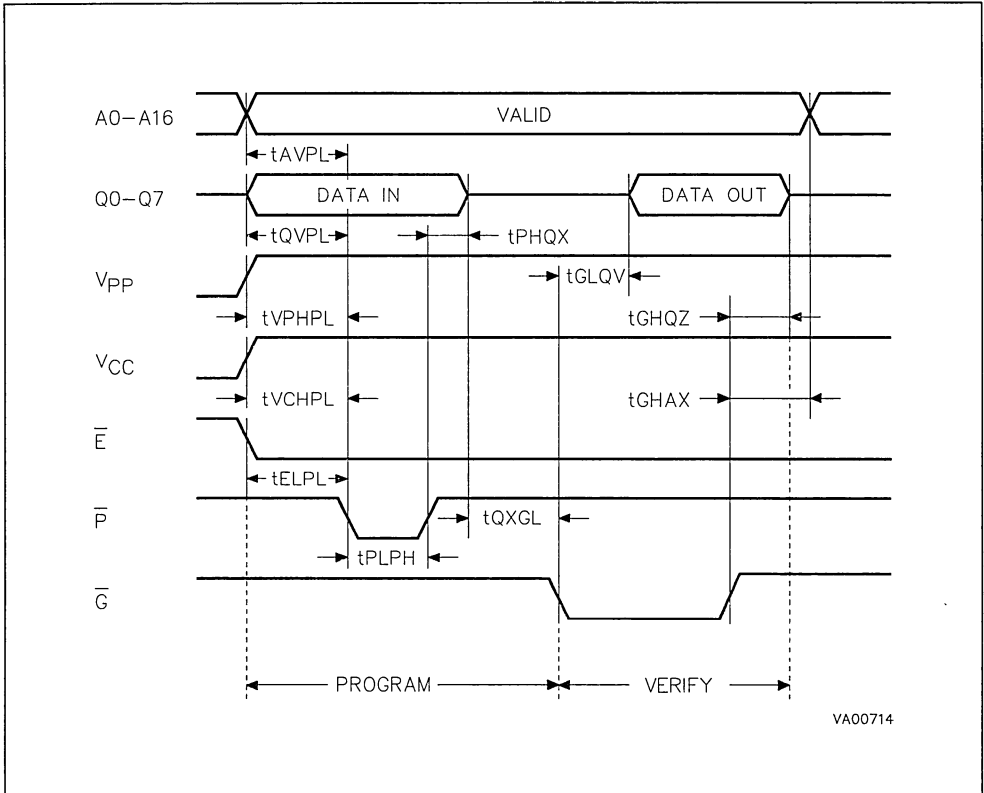 A0-A16
VALID
tAVPL
Q0-Q7
DATA IN
DATA OUT
tQVPL
tPHQX
VPP
tGLQV
tVPHPL
tGHQZ
VCC
tVCHPL
tGHAX
E̅
tELPL
P̅
tQXGL
tPLPH
G̅
PROGRAM
VERIFY
VA00714